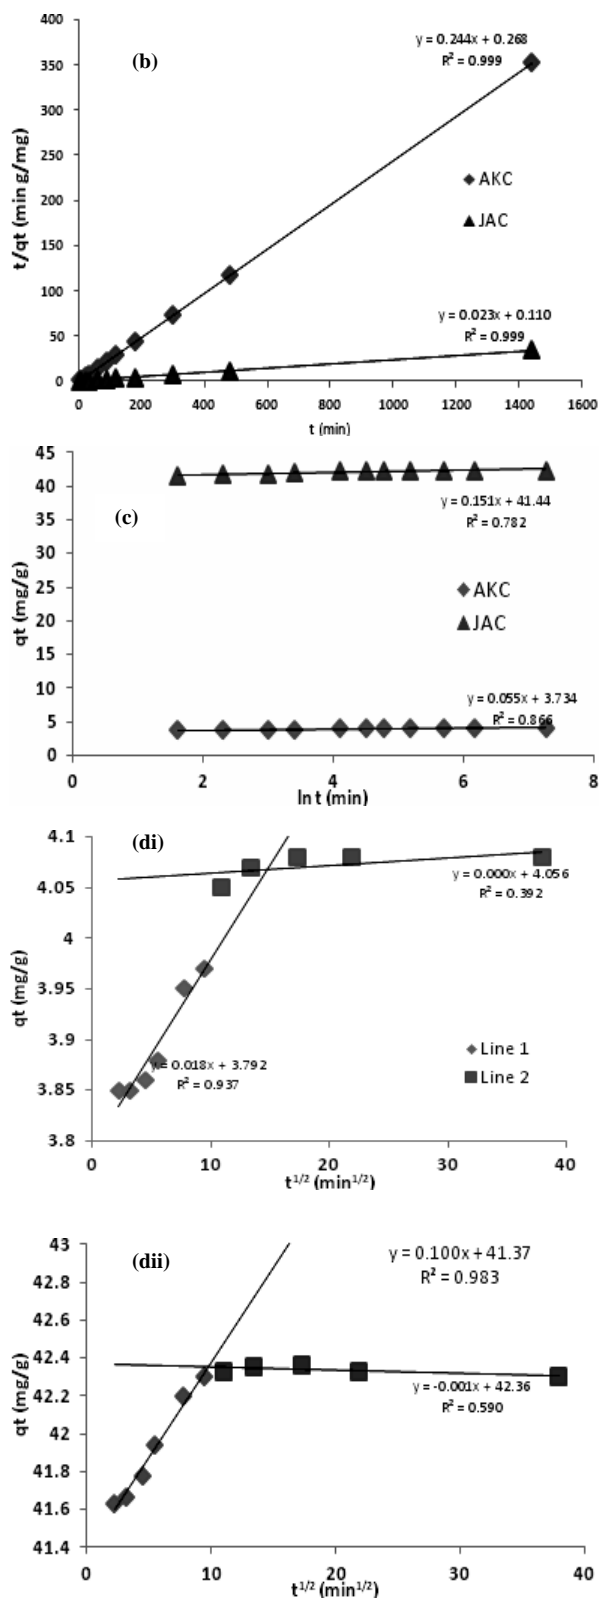 400
350
300
250
200
150
100
50
0
t/qt (min g/mg)
(b)
y = 0.244x + 0.268
R² = 0.999
AKC
JAC
y = 0.023x + 0.110
R² = 0.999
0 200 400 600 800 1000 1200 1400 1600
t (min)
45
40
35
30
25
20
15
10
5
0
qt (mg/g)
(c)
y = 0.151x + 41.44
R² = 0.782
AKC
JAC
y = 0.055x + 3.734
R² = 0.866
0 2 4 6 8
ln t (min)
4.1
4.05
4
3.95
3.9
3.85
3.8
qt (mg/g)
(di)
y = 0.000x + 4.056
R² = 0.392
y = 0.018x + 3.792
R² = 0.937
Line 1
Line 2
0 10 20 30 40
t^1/2 (min^1/2)
43
42.8
42.6
42.4
42.2
42
41.8
41.6
41.4
qt (mg/g)
(dii)
y = 0.100x + 41.37
R² = 0.983
y = -0.001x + 42.36
R² = 0.590
0 10 20 30 40
t^1/2 (min^1/2)